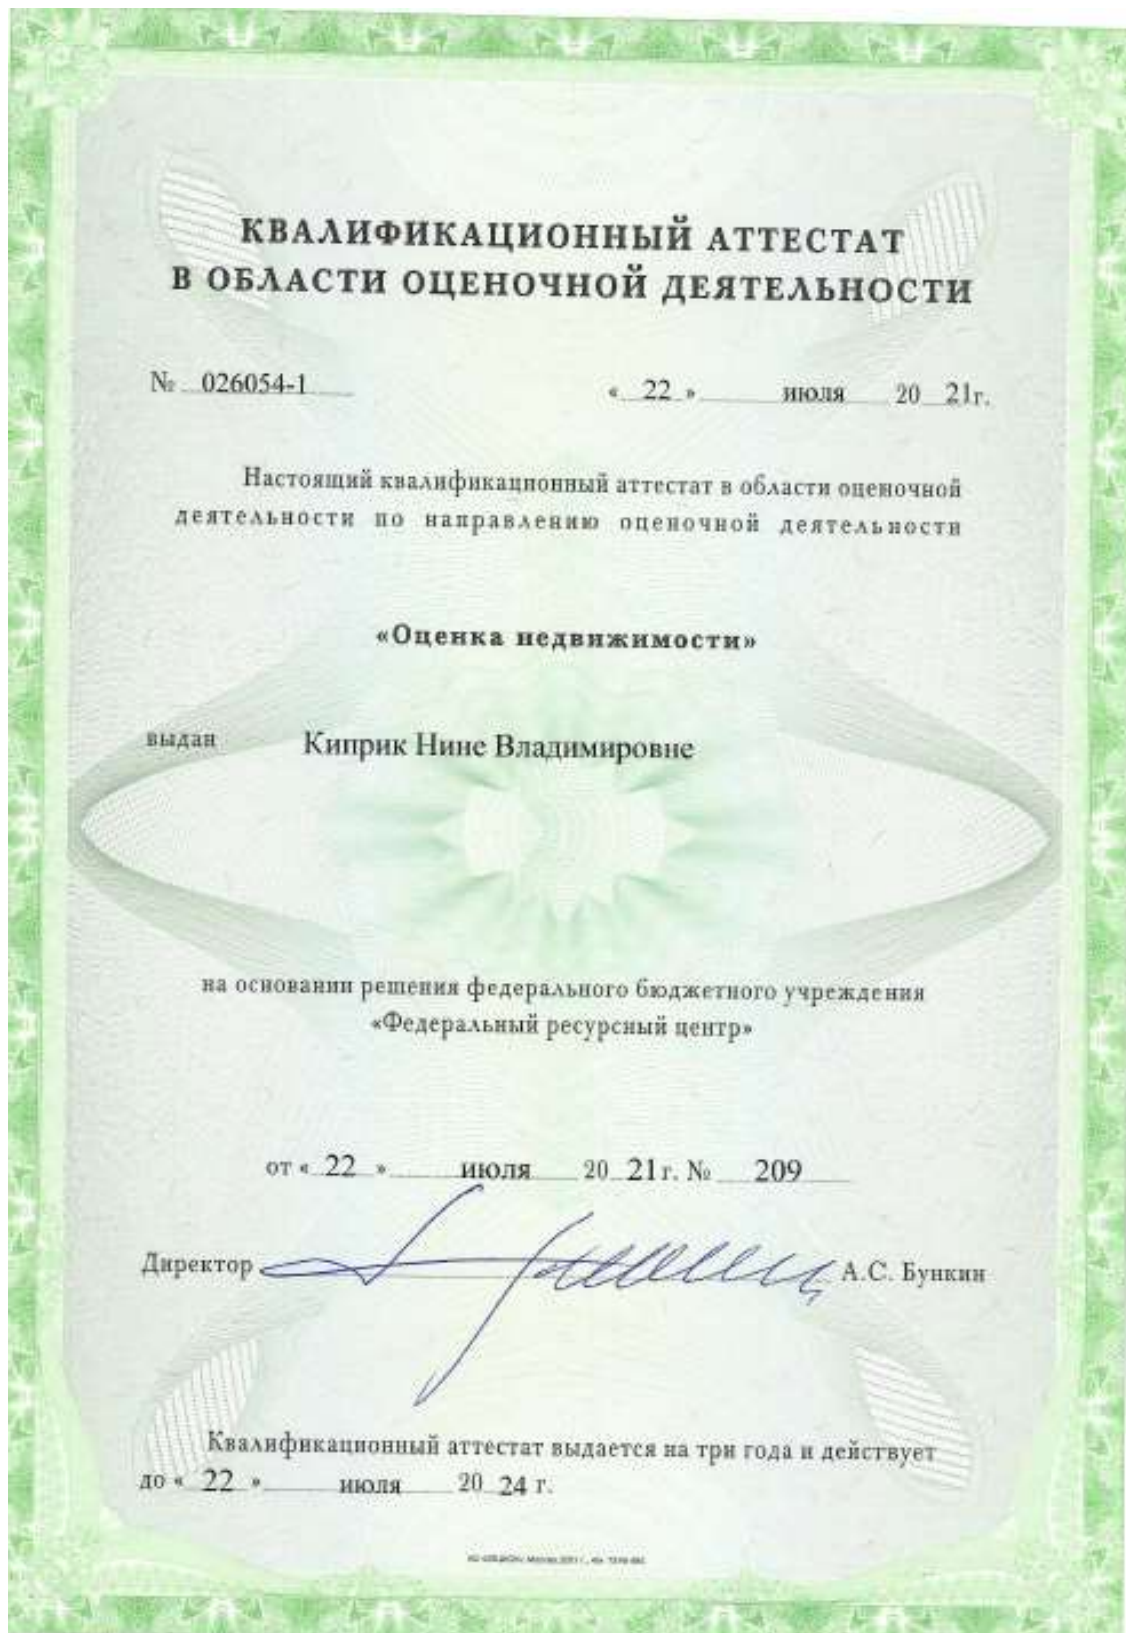 КВАЛИФИКАЦИОННЫЙ АТТЕСТАТ
В ОБЛАСТИ ОЦЕНОЧНОЙ ДЕЯТЕЛЬНОСТИ
№ 026054-1 « 22 » июля 20 21г.
Настоящий квалификационный аттестат в области оценочной
деятельности по направлению оценочной деятельности
«Оценка недвижимости»
выдан Киприк Нине Владимировне
на основании решения федерального бюджетного учреждения
«Федеральный ресурсный центр»
от « 22 » июля 20 21г. № 209
Директор А.С. Бункин
Квалификационный аттестат выдается на три года и действует
до « 22 » июля 20 24 г.